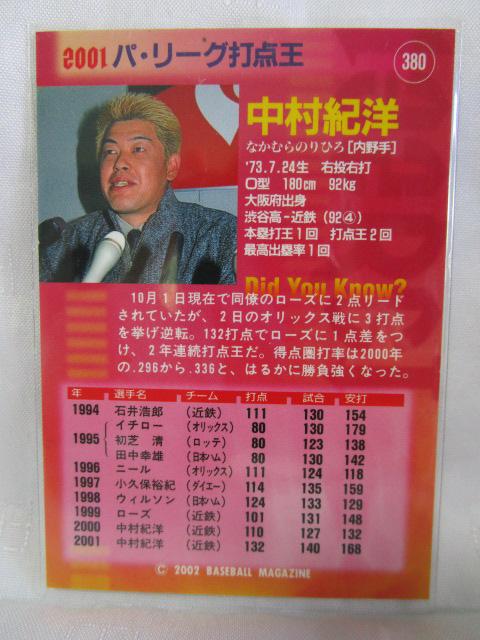 2001 パ・リーグ打点王
380
中村紀洋
なかむらのりひろ[内野手]
'73.7.24生 右投右打
O型 180cm 92kg
大阪府出身
渋谷高-近鉄(92④)
本塁打王1回 打点王2回
最高出塁率1回
Did You Know?
10月1日現在で同僚のローズに2点リード
されていたが、2日のオリックス戦に3打点
を挙げ逆転。132打点でローズに1点差をつ
け、2年連続打点王だ。得点圏打率は2000年
の.296から.336と、はるかに勝負強くなった。
年 選手名 チーム 打点 試合 安打
1994 石井浩郎 (近鉄) 111 130 154
イチロー (オリックス) 80 130 179
1995 初芝 清 (ロッテ) 80 123 138
田中幸雄 (日本ハム) 80 130 142
1996 ニール (オリックス) 111 124 118
1997 小久保裕紀 (ダイエー) 114 135 159
1998 ウィルソン (日本ハム) 124 133 129
1999 ローズ (近鉄) 101 131 148
2000 中村紀洋 (近鉄) 110 127 132
2001 中村紀洋 (近鉄) 132 140 168
© 2002 BASEBALL MAGAZINE